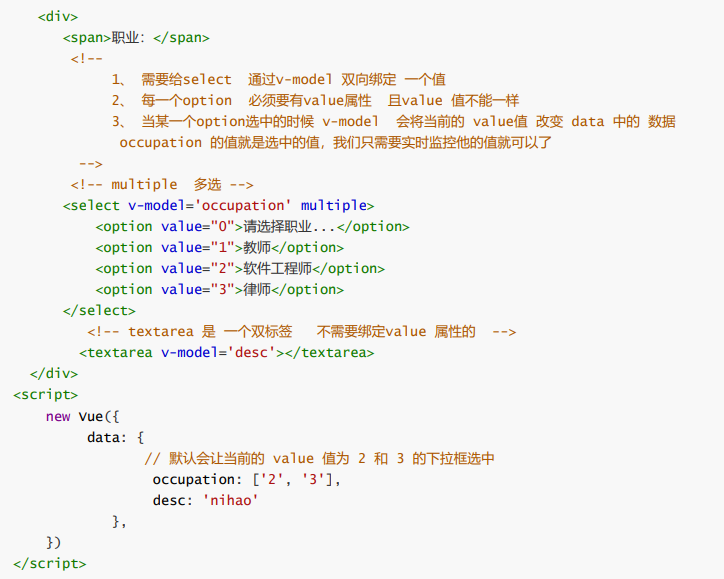 <div>
<span>职业：</span>
<!--
1、 需要给select 通过v-model 双向绑定 一个值
2、 每一个option 必须要有value属性 且value 值不能一样
3、 当某一个option选中的时候 v-model 会将当前的 value值 改变 data 中的 数据
occupation 的值就是选中的值，我们只需要实时监控他的值就可以了
-->
<!-- multiple 多选 -->
<select v-model='occupation' multiple>
<option value="0">请选择职业...</option>
<option value="1">教师</option>
<option value="2">软件工程师</option>
<option value="3">律师</option>
</select>
<!-- textarea 是 一个双标签 不需要绑定value 属性的 -->
<textarea v-model='desc'></textarea>
</div>
<script>
new Vue({
data: {
// 默认会让当前的 value 值为 2 和 3 的下拉框选中
occupation: ['2', '3'],
desc: 'nihao'
},
})
</script>